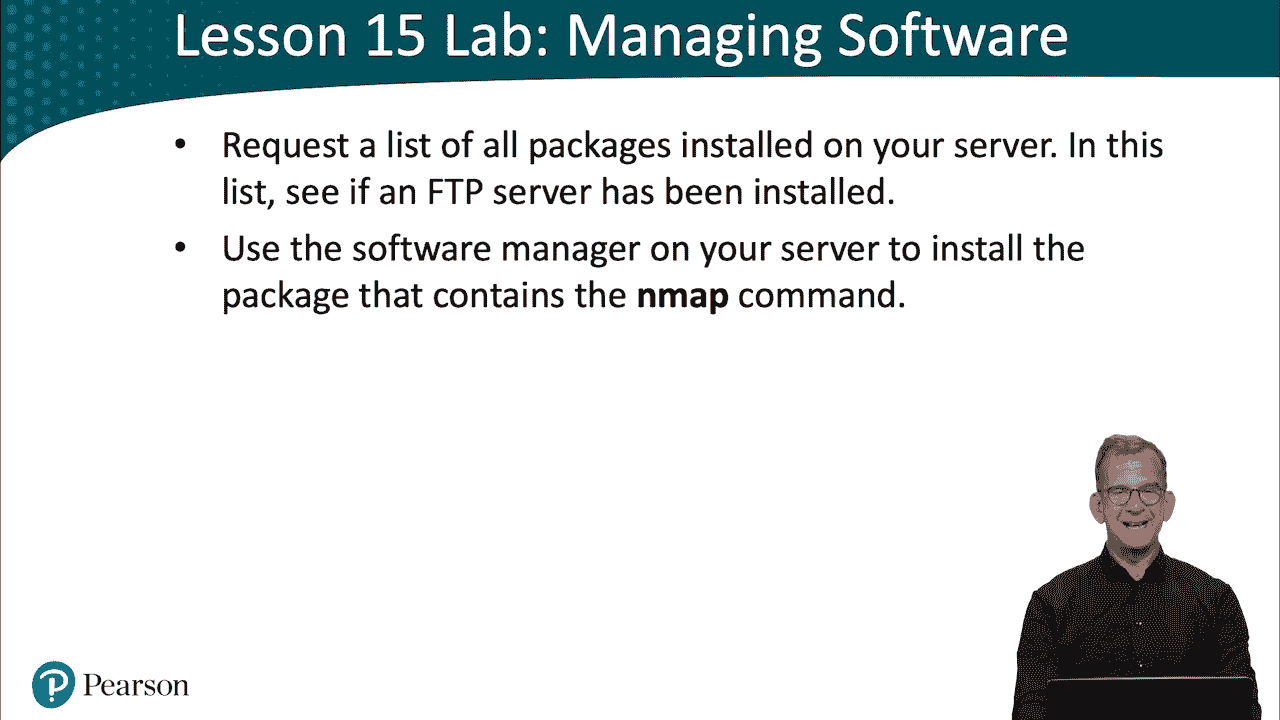 Lesson 15 Lab: Managing Software
• Request a list of all packages installed on your server. In this
list, see if an FTP server has been installed.
• Use the software manager on your server to install the
package that contains the nmap command.
Pearson